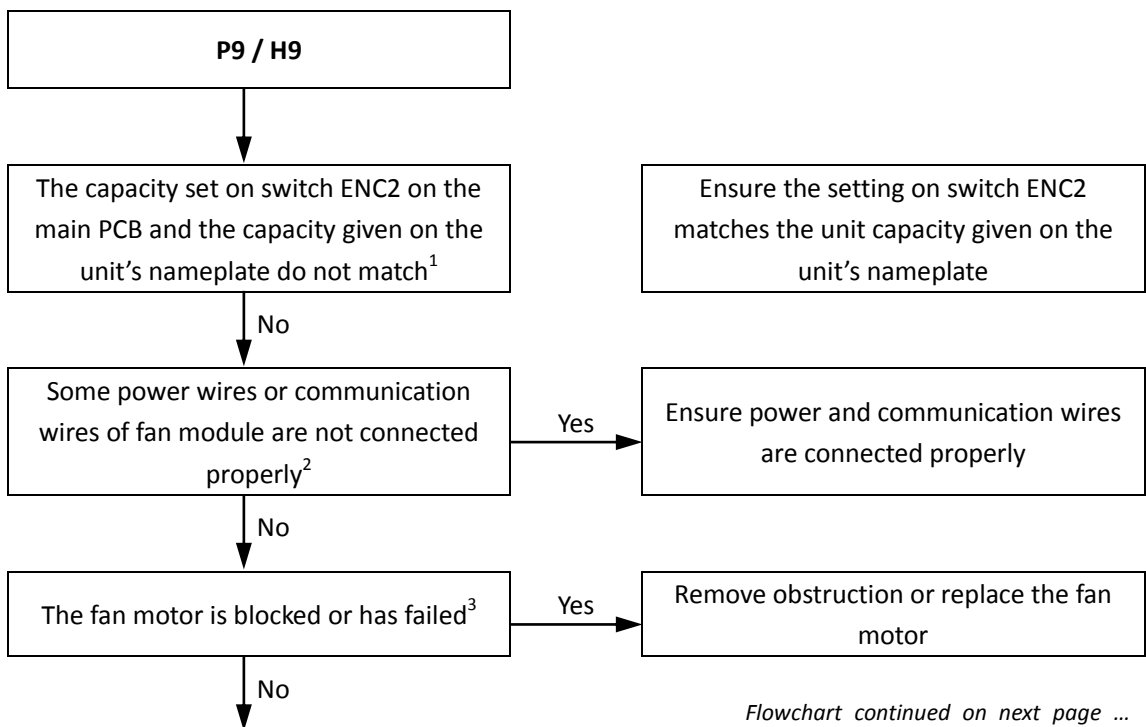 P9 / H9
The capacity set on switch ENC2 on the
main PCB and the capacity given on the
unit’s nameplate do not match¹
Ensure the setting on switch ENC2
matches the unit capacity given on the
unit’s nameplate
No
Some power wires or communication
wires of fan module are not connected
properly²
Yes
Ensure power and communication wires
are connected properly
No
The fan motor is blocked or has failed³
Yes
Remove obstruction or replace the fan
motor
No
Flowchart continued on next page ...